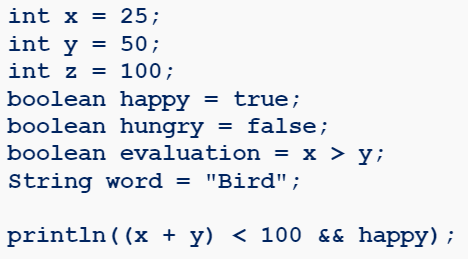 int x = 25;
int y = 50;
int z = 100;
boolean happy = true;
boolean hungry = false;
boolean evaluation = x > y;
String word = "Bird";
println((x + y) < 100 && happy);